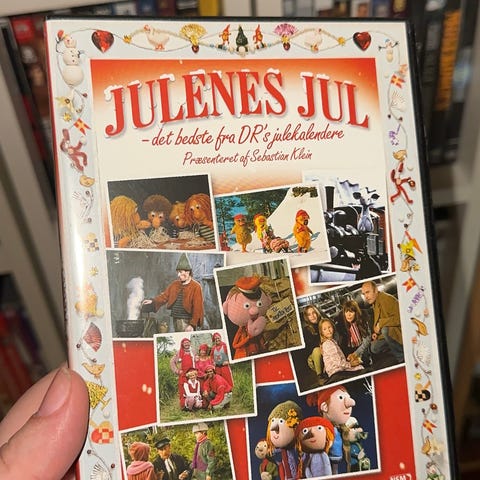 JULENES JUL
- det bedste fra DR's julekalendere
Præsenteret af Sebastian Klein